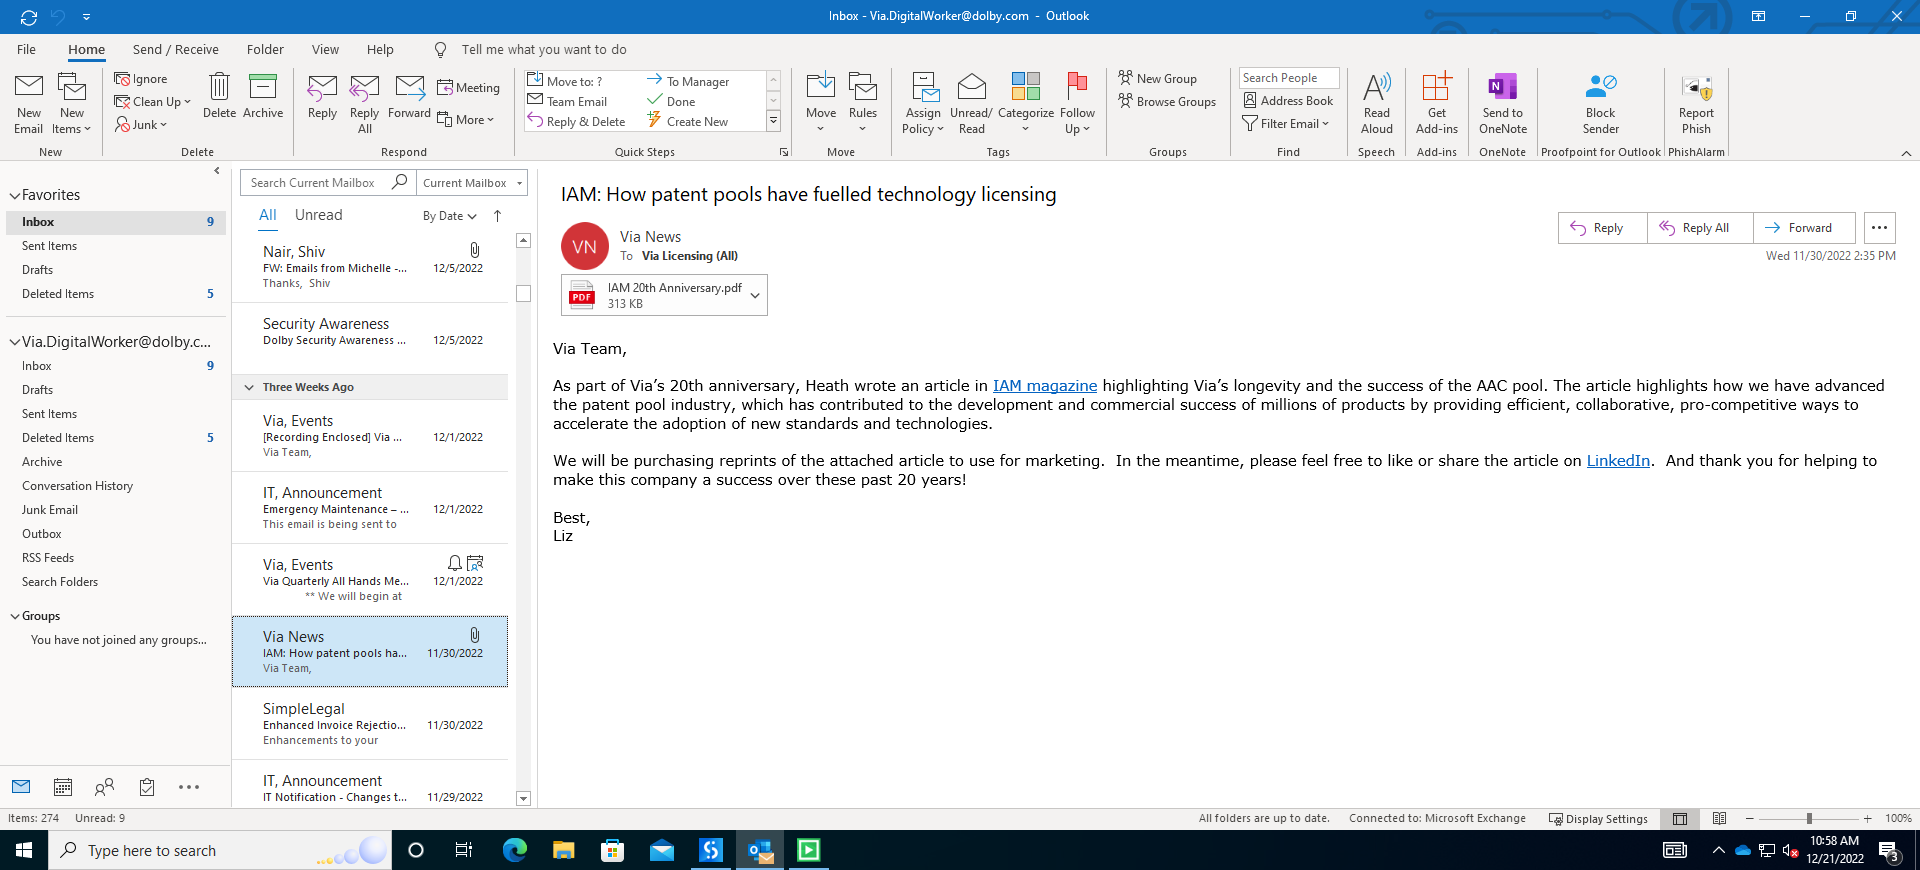 Inbox - Via.DigitalWorker@dolby.com - Outlook
File Home Send / Receive Folder View Help Tell me what you want to do
New Email
New Items
New
Ignore
Clean Up
Junk
Delete
Archive
Delete
Reply
Reply All
Forward
Meeting
More
Respond
Move to: ?
Team Email
Reply & Delete
To Manager
Done
Create New
Quick Steps
Move
Rules
Move
Assign Policy
Unread/ Read
Categorize
Follow Up
Tags
New Group
Browse Groups
Groups
Search People
Address Book
Filter Email
Find
Read Aloud
Speech
Get Add-ins
Add-ins
Send to OneNote
OneNote
Block Sender
Proofpoint for Outlook
Report Phish
PhishAlarm
Favorites
Inbox 9
Sent Items
Drafts
Deleted Items 5
Via.DigitalWorker@dolby.c...
Inbox 9
Drafts
Sent Items
Deleted Items 5
Archive
Conversation History
Junk Email
Outbox
RSS Feeds
Search Folders
Groups
You have not joined any groups...
Search Current Mailbox Current Mailbox
All Unread By Date
Nair, Shiv
FW: Emails from Michelle -... 12/5/2022
Thanks, Shiv
Security Awareness
Dolby Security Awareness ... 12/5/2022
Three Weeks Ago
Via, Events
[Recording Enclosed] Via ... 12/1/2022
Via Team,
IT, Announcement
Emergency Maintenance – ... 12/1/2022
This email is being sent to
Via, Events
Via Quarterly All Hands Me... 12/1/2022
** We will begin at
Via News
IAM: How patent pools ha... 11/30/2022
Via Team,
SimpleLegal
Enhanced Invoice Rejectio... 11/30/2022
Enhancements to your
IT, Announcement
IT Notification - Changes t... 11/29/2022
IAM: How patent pools have fuelled technology licensing
VN
Via News
To Via Licensing (All)
Reply Reply All Forward
Wed 11/30/2022 2:35 PM
PDF
IAM 20th Anniversary.pdf
313 KB
Via Team,
As part of Via’s 20th anniversary, Heath wrote an article in IAM magazine highlighting Via’s longevity and the success of the AAC pool. The article highlights how we have advanced
the patent pool industry, which has contributed to the development and commercial success of millions of products by providing efficient, collaborative, pro-competitive ways to
accelerate the adoption of new standards and technologies.
We will be purchasing reprints of the attached article to use for marketing.  In the meantime, please feel free to like or share the article on LinkedIn.  And thank you for helping to
make this company a success over these past 20 years!
Best,
Liz
Items: 274 Unread: 9
All folders are up to date. Connected to: Microsoft Exchange Display Settings 100%
Type here to search
10:58 AM
12/21/2022
3